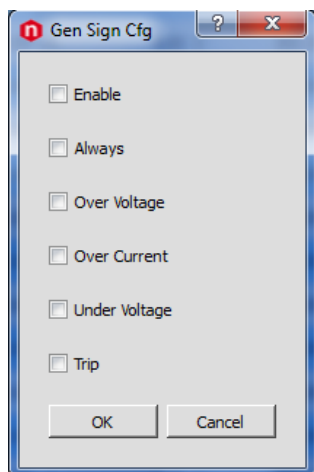 Gen Sign Cfg
?
X
Enable
Always
Over Voltage
Over Current
Under Voltage
Trip
OK
Cancel